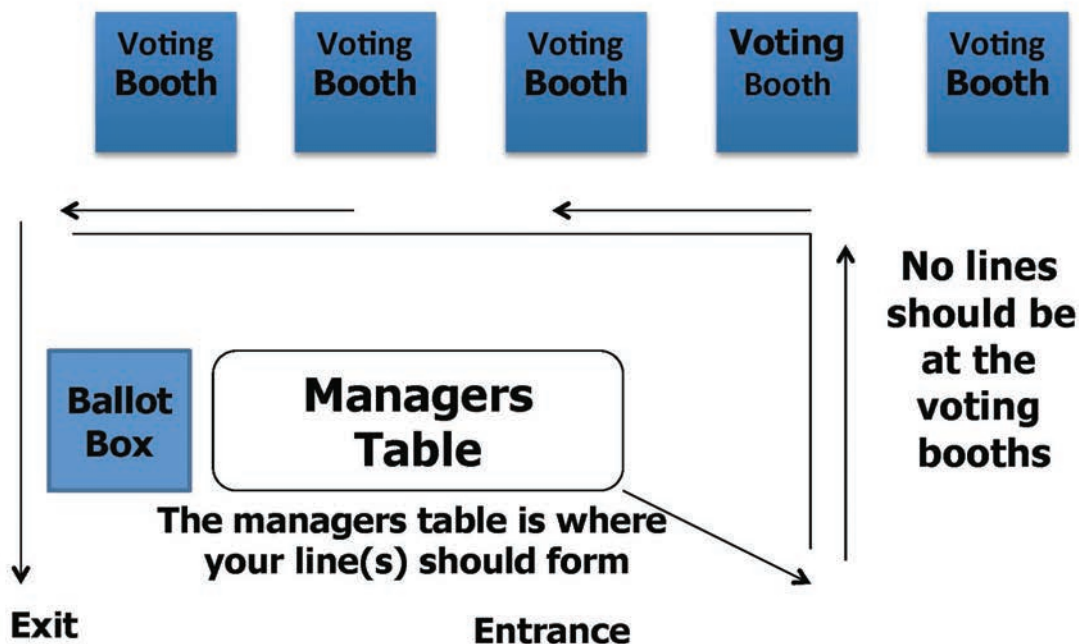 Voting
Booth
Voting
Booth
Voting
Booth
Voting
Booth
Voting
Booth
No lines
should be
at the
voting
booths
Ballot
Box
Managers
Table
The managers table is where
your line(s) should form
Exit
Entrance